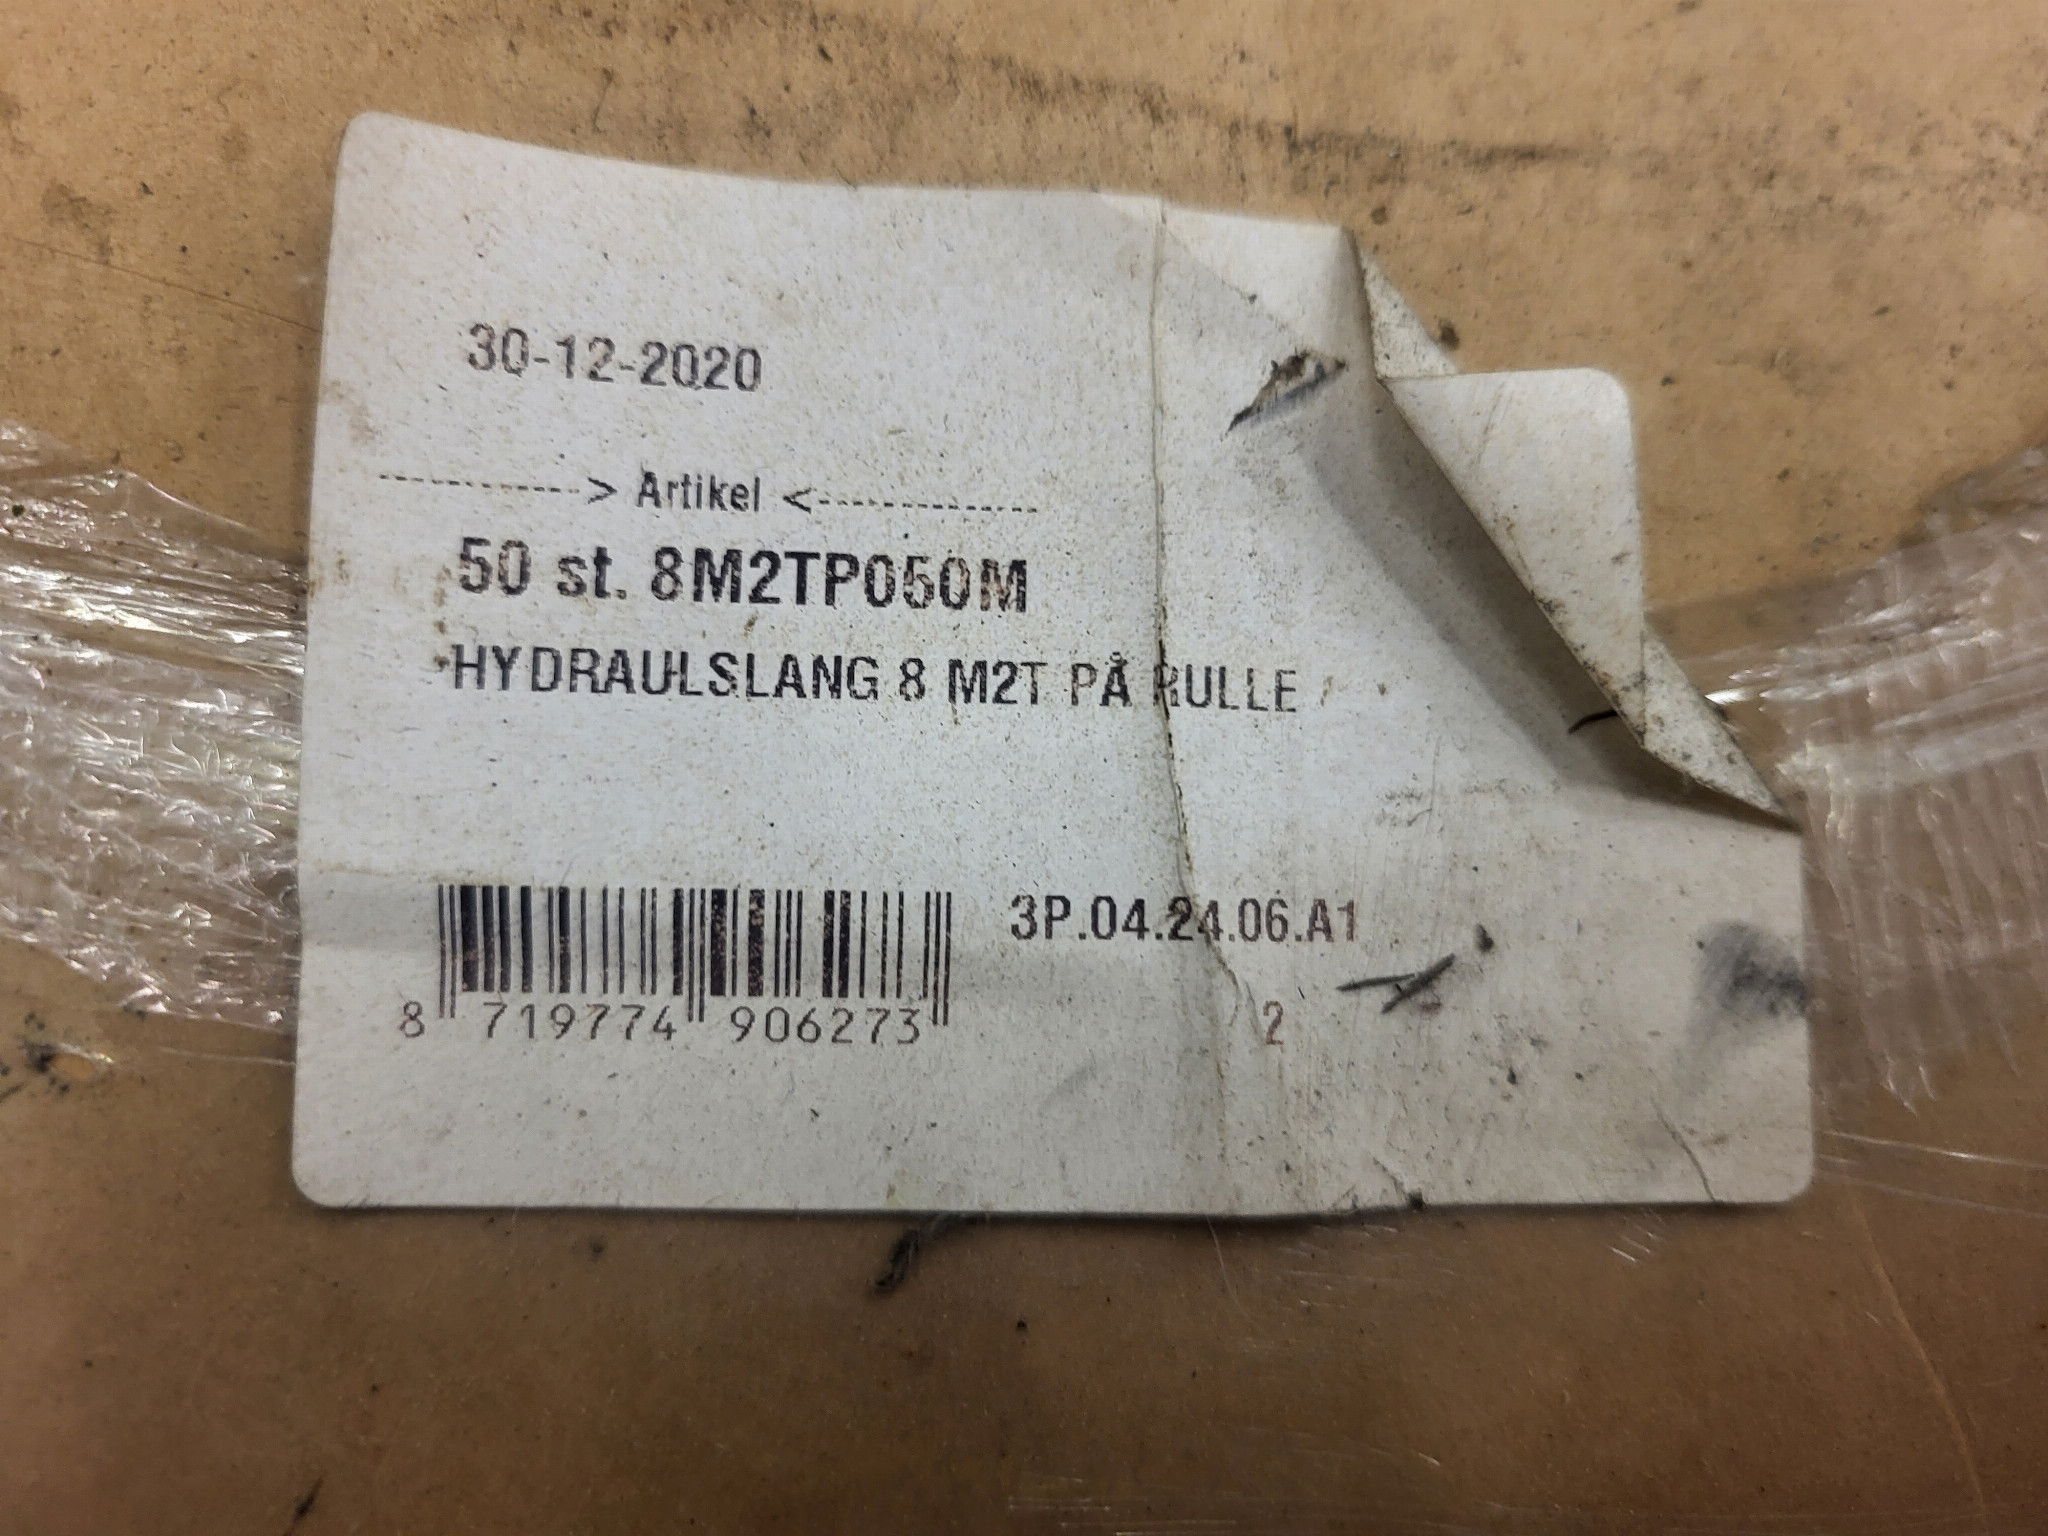 30-12-2020
-----------> Artikel <-----------
50 st. 8M2TP050M
HYDRAULSLANG 8 M2T PÅ RULLE
3P.04.24.06.A1
8 719774 906273
2